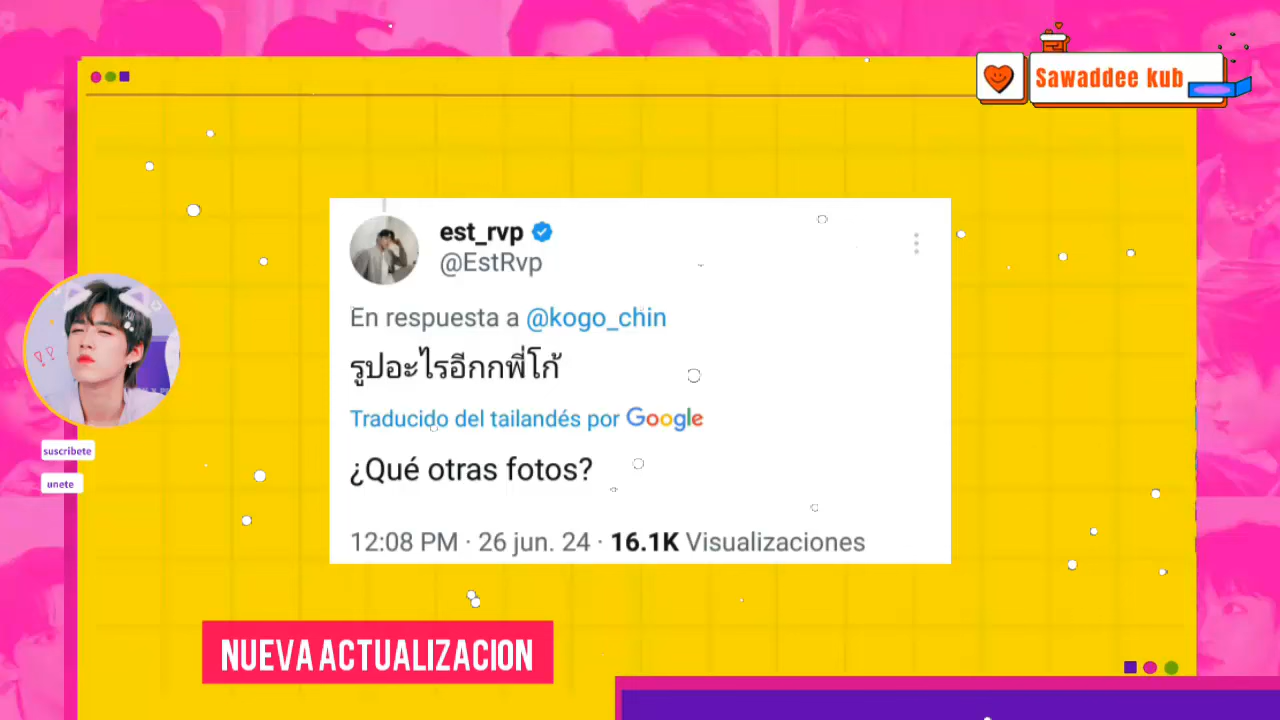 Sawaddee kub
est_rvp
@EstRvp
En respuesta a @kogo_chin
รูปอะไรอีกกพี่โก้
Traducido del tailandés por Google
¿Qué otras fotos?
12:08 PM · 26 jun. 24 · 16.1K Visualizaciones
suscribete
unete
NUEVA ACTUALIZACION